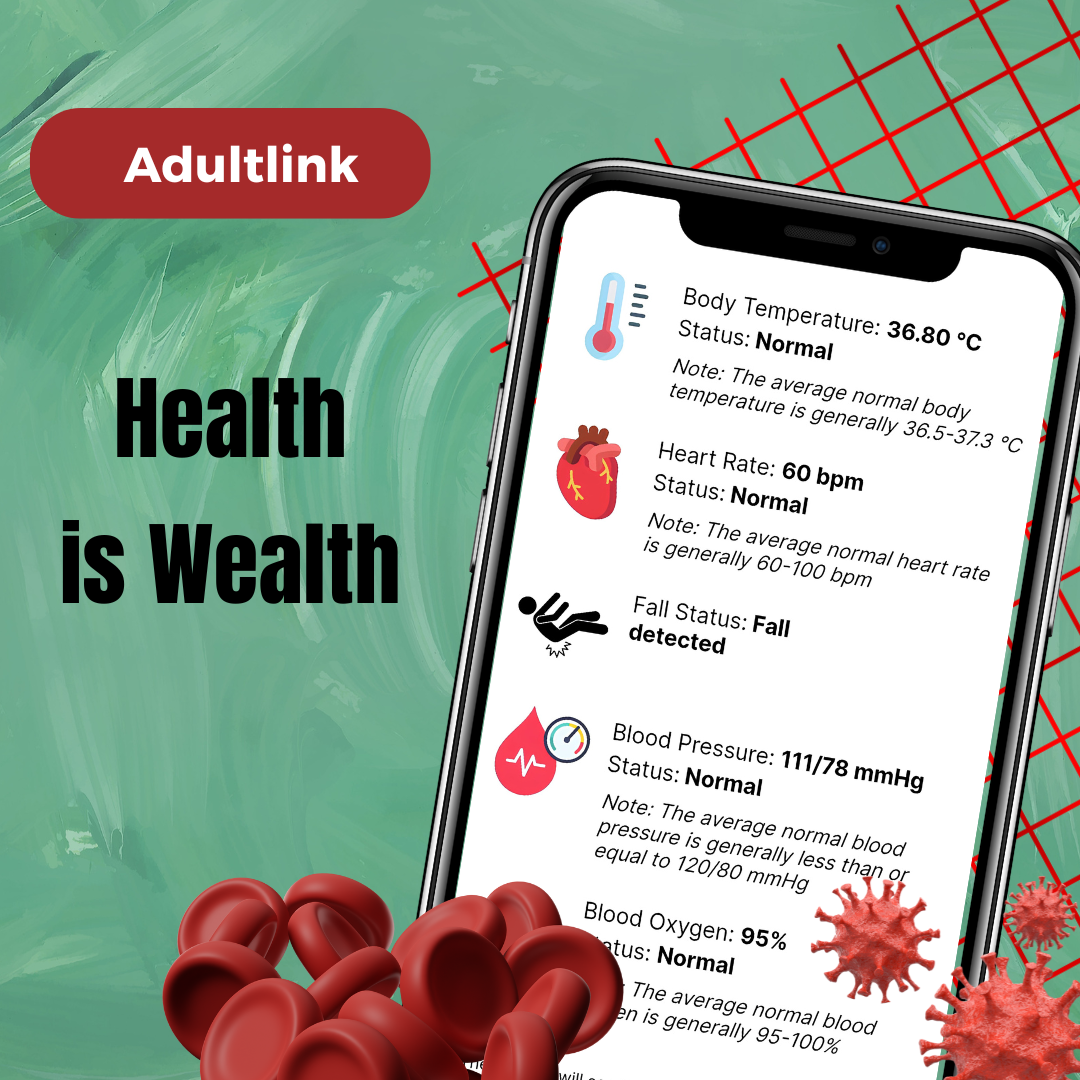 Adultlink
Health
is Wealth
Body Temperature: 36.80 °C
Status: Normal
Note: The average normal body
temperature is generally 36.5-37.3 °C
Heart Rate: 60 bpm
Status: Normal
Note: The average normal heart rate
is generally 60-100 bpm
Fall Status: Fall
detected
Blood Pressure: 111/78 mmHg
Status: Normal
Note: The average normal blood
pressure is generally less than or
equal to 120/80 mmHg
Blood Oxygen: 95%
atus: Normal
The average normal blood
en is generally 95-100%
will